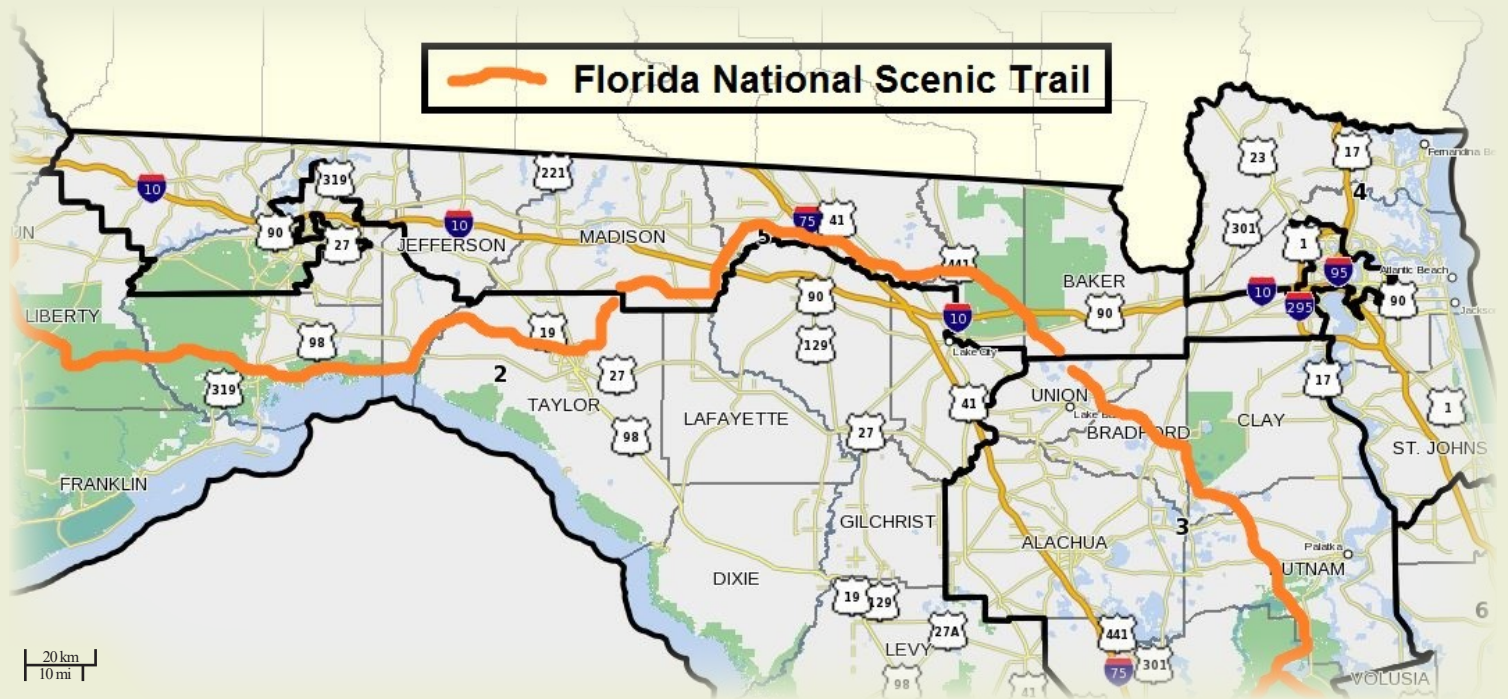 Florida National Scenic Trail
319
221
10
90
27
JEFFERSON
10
MADISON
75
41
5
441
23
17
Fernandina Be
4
301
1
95
Atlantic Beach
10
295
90
BAKER
90
10
90
129
Lake City
LIBERTY
98
319
19
27
2
TAYLOR
98
LAFAYETTE
27
41
UNION
BRADFORD
CLAY
17
1
ST. JOHNS
FRANKLIN
GILCHRIST
ALACHUA
3
Palatka
PUTNAM
DIXIE
19
129
27A
LEVY
98
441
75
301
41
6
VOLUSIA
20 km
10 mi